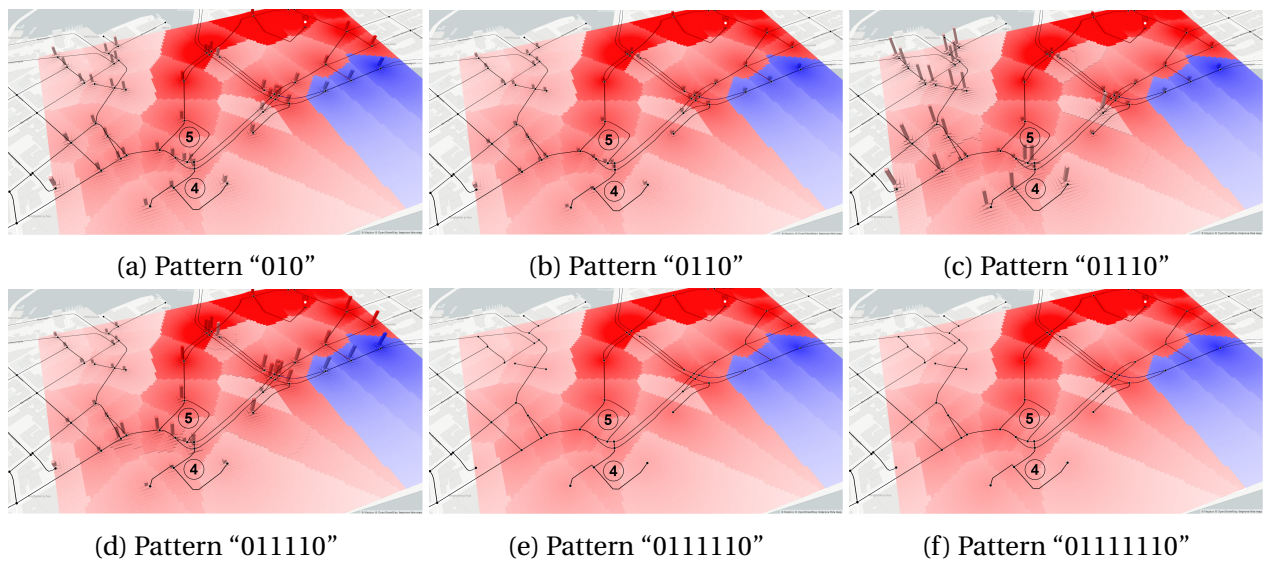 5
4
5
4
5
4
(a) Pattern “010”
(b) Pattern “0110”
(c) Pattern “01110”
5
4
5
4
5
4
(d) Pattern “011110”
(e) Pattern “0111110”
(f) Pattern “01111110”